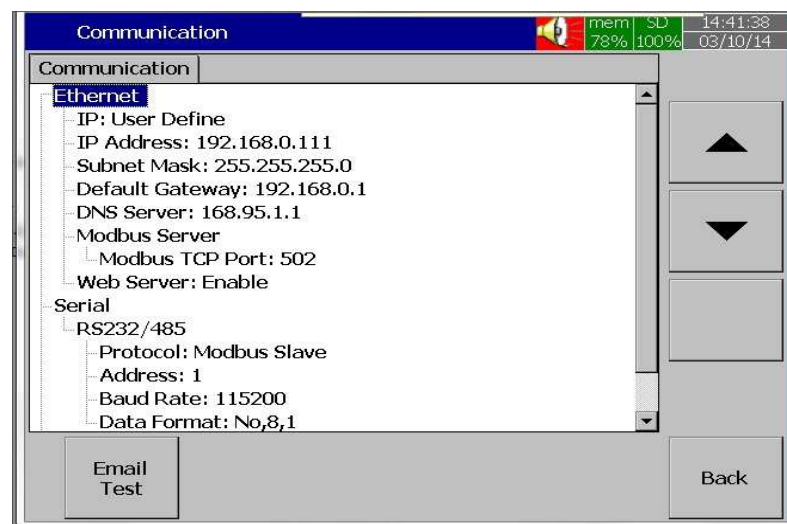 Communication
mem SD 14:41:38
78% 100% 03/10/14
Communication
Ethernet
IP: User Define
IP Address: 192.168.0.111
Subnet Mask: 255.255.255.0
Default Gateway: 192.168.0.1
DNS Server: 168.95.1.1
Modbus Server
Modbus TCP Port: 502
Web Server: Enable
Serial
RS232/485
Protocol: Modbus Slave
Address: 1
Baud Rate: 115200
Data Format: No,8,1
Email
Test
Back